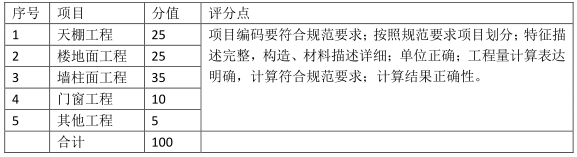 序号 项目 分值 评分点
1 天棚工程 25 项目编码要符合规范要求；按照规范要求项目划分；特征描
2 楼地面工程 25 述完整，构造、材料描述详细；单位正确；工程量计算表达
3 墙柱面工程 35 明确，计算符合规范要求；计算结果正确性。
4 门窗工程 10
5 其他工程 5
合计 100